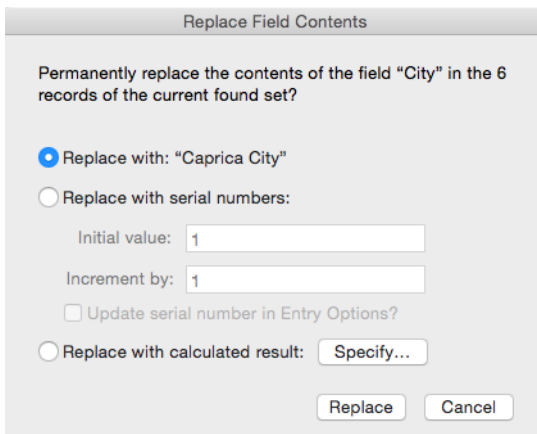 Replace Field Contents
Permanently replace the contents of the field “City” in the 6
records of the current found set?
Replace with: “Caprica City”
Replace with serial numbers:
Initial value: 1
Increment by: 1
Update serial number in Entry Options?
Replace with calculated result: Specify...
Replace Cancel